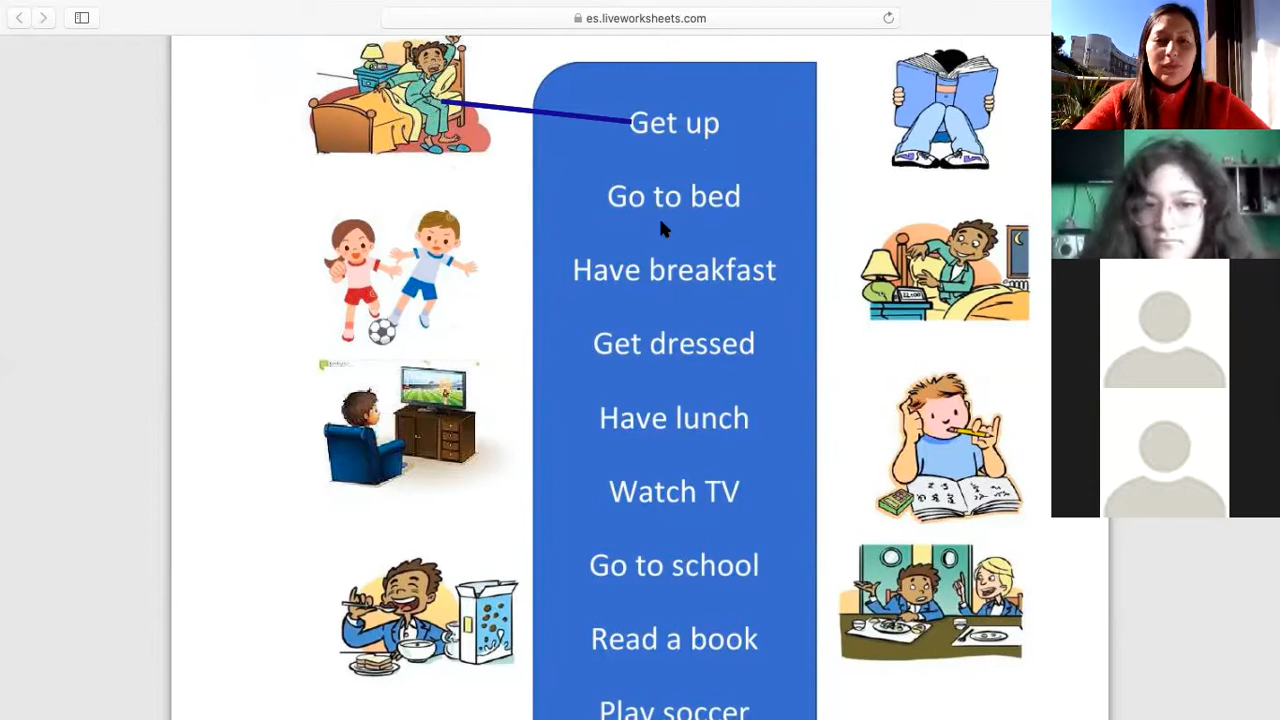 es.liveworksheets.com
Get up
Go to bed
Have breakfast
Get dressed
Have lunch
Watch TV
Go to school
Read a book
Play soccer